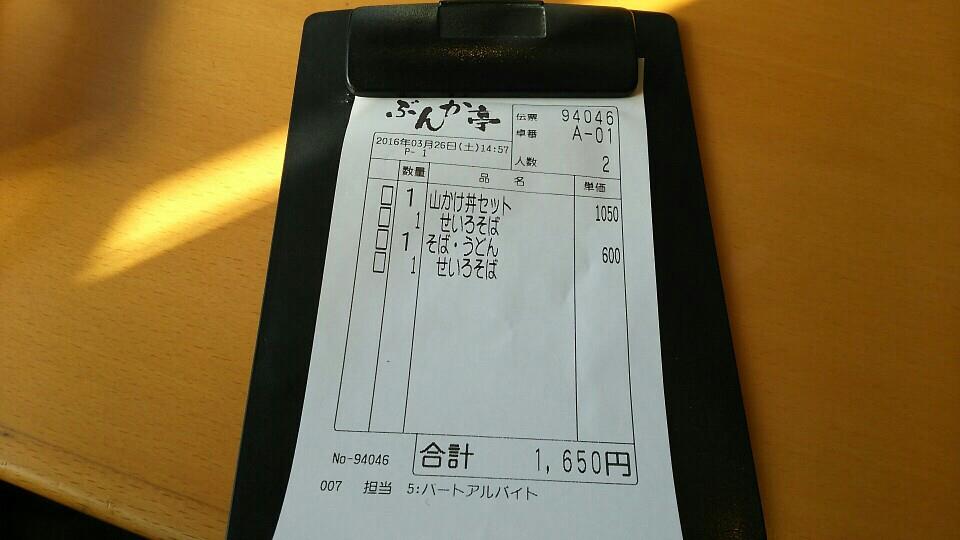 ぶんか亭
伝票 94046
卓番 A-01
2016年03月26日(土)14:57
P- 1
人数 2
数量 品名 単価
1 山かけ丼セット 1050
1 せいろそば
1 そば・うどん 600
1 せいろそば
No-94046 合計 1,650円
007 担当 5:パートアルバイト